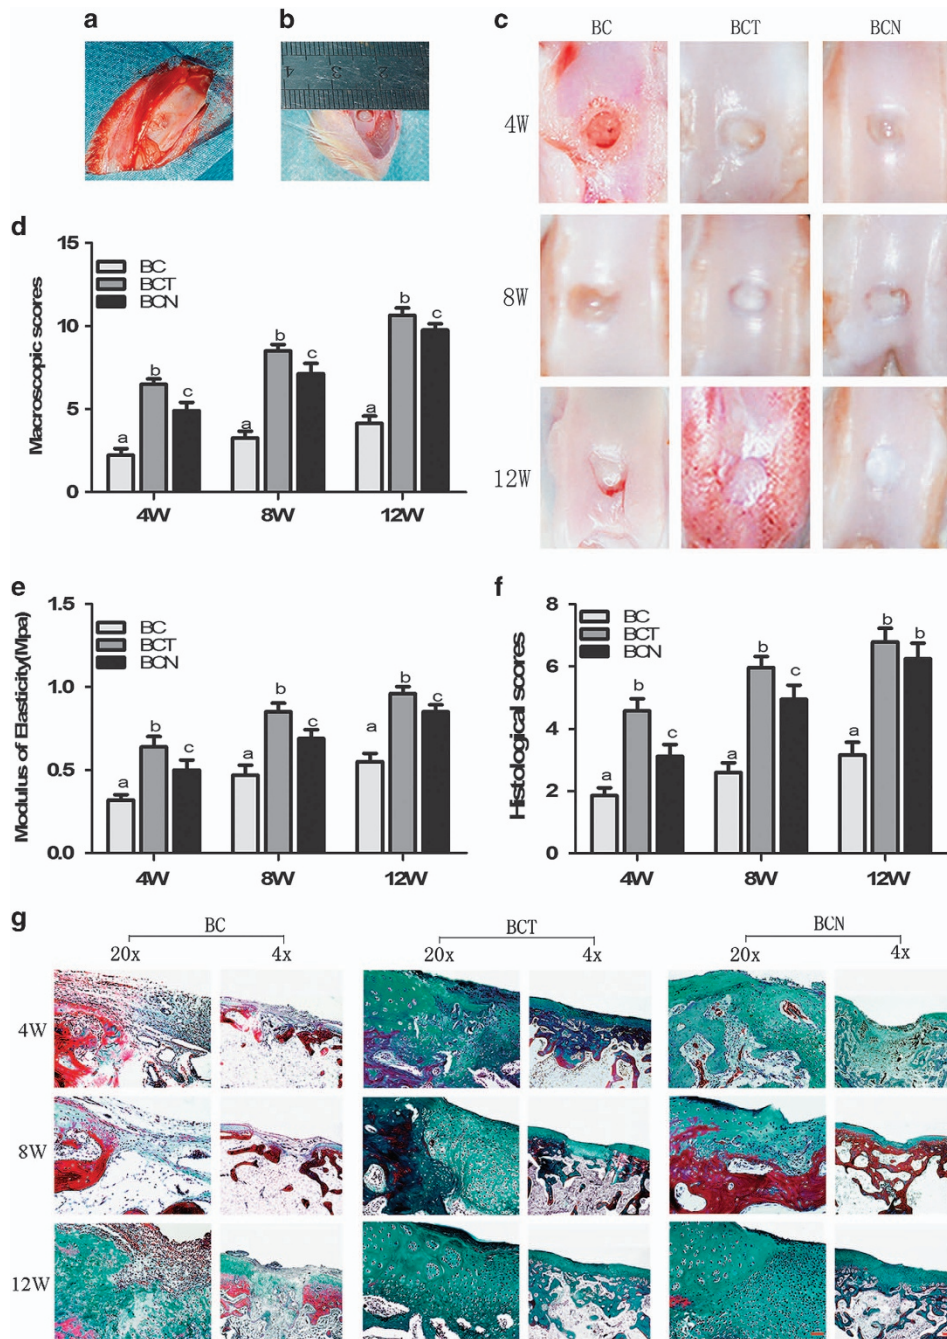 a
b
4 3 2
c
BC BCT BCN
4W
8W
12W
d
Macroscopic scores
15
10
5
0
BC
BCT
BCN
a b c
a b c
a b c
4W 8W 12W
e
Modulus of Elasticity(Mpa)
1.5
1.0
0.5
0.0
BC
BCT
BCN
a b c
a b c
a b c
4W 8W 12W
f
Histological scores
8
6
4
2
0
BC
BCT
BCN
a b c
a b c
a b b
4W 8W 12W
g
BC BCT BCN
20x 4x 20x 4x 20x 4x
4W
8W
12W